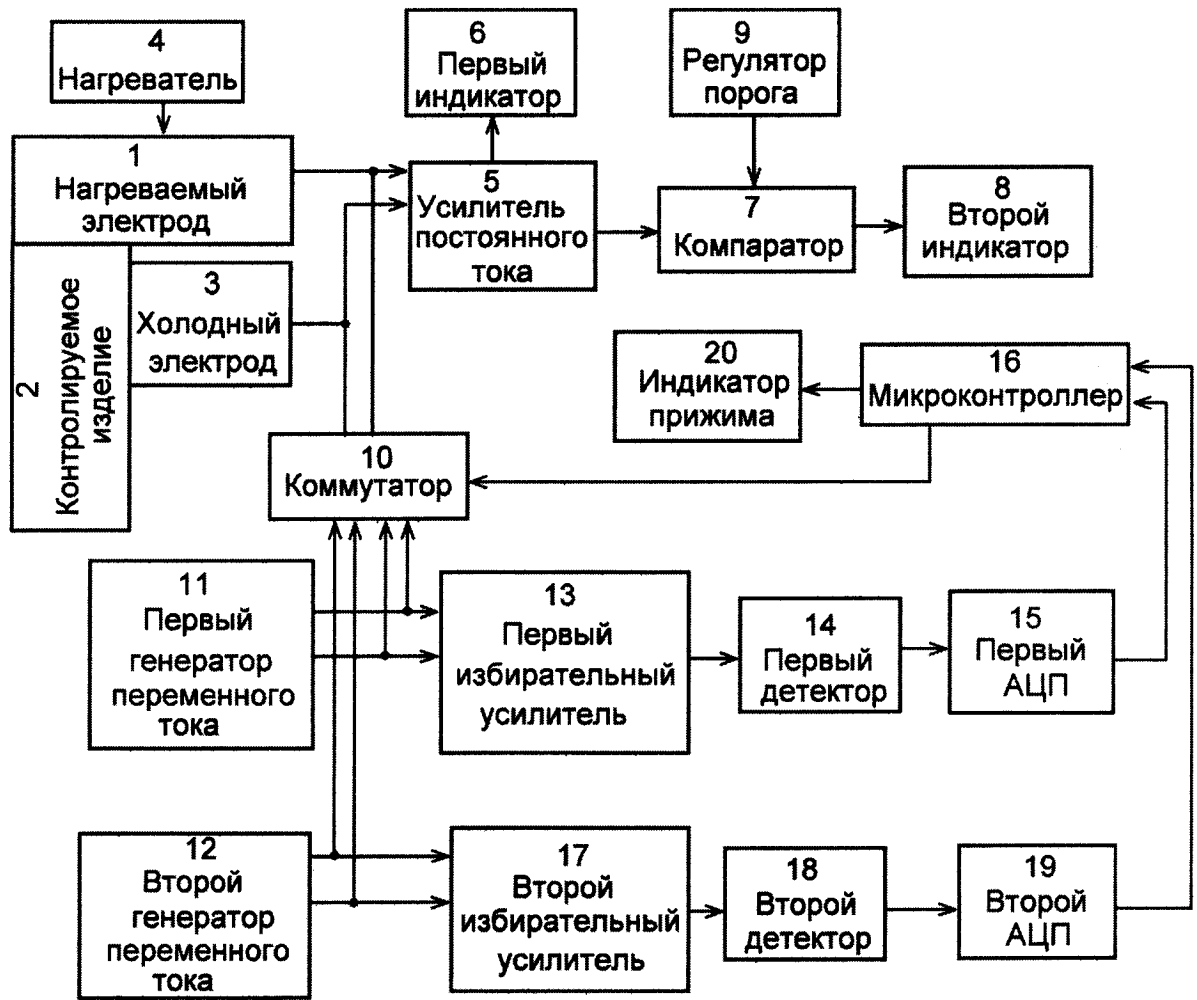 4
Нагреватель
6
Первый
индикатор
9
Регулятор
порога
1
Нагреваемый
электрод
5
Усилитель
постоянного
тока
7
Компаратор
8
Второй
индикатор
2
Контролируемое
изделие
3
Холодный
электрод
20
Индикатор
прижима
16
Микроконтроллер
10
Коммутатор
11
Первый
генератор
переменного
тока
13
Первый
избирательный
усилитель
14
Первый
детектор
15
Первый
АЦП
12
Второй
генератор
переменного
тока
17
Второй
избирательный
усилитель
18
Второй
детектор
19
Второй
АЦП